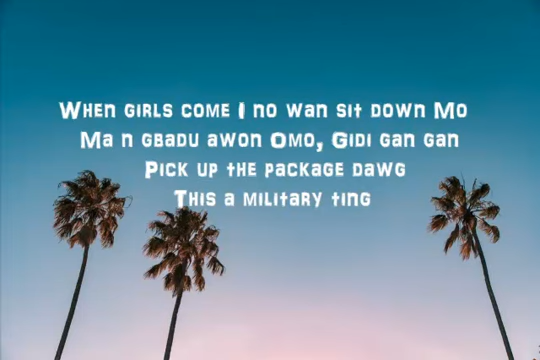 When girls come I no wan sit down Mo
Ma n gbadu awon Omo, Gidi gan gan
Pick up the package dawg
This a military ting